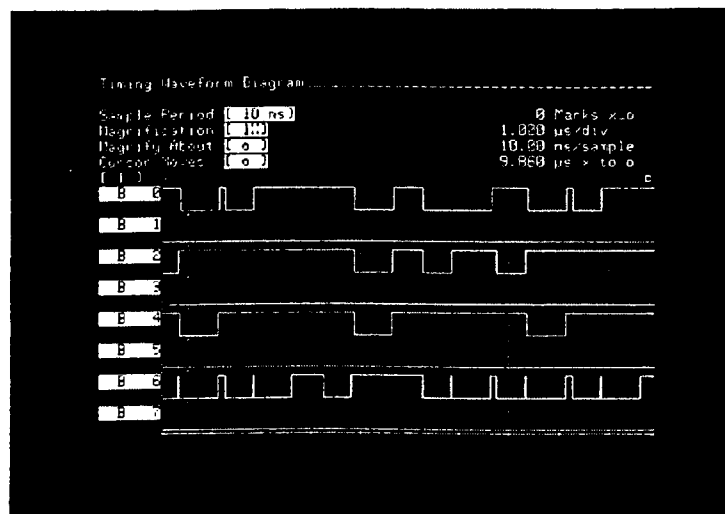 Timing Waveform Diagram
Sample Period [ 10 ns ]
0 Marks x_o
Magnification [ 1X ]
1.020 µs/div
Magnify About [ o ]
10.00 ns/sample
Cursor Moves [ o ]
9.860 µs x to o
B 0
B 1
B 2
B 3
B 4
B 5
B 6
B 7